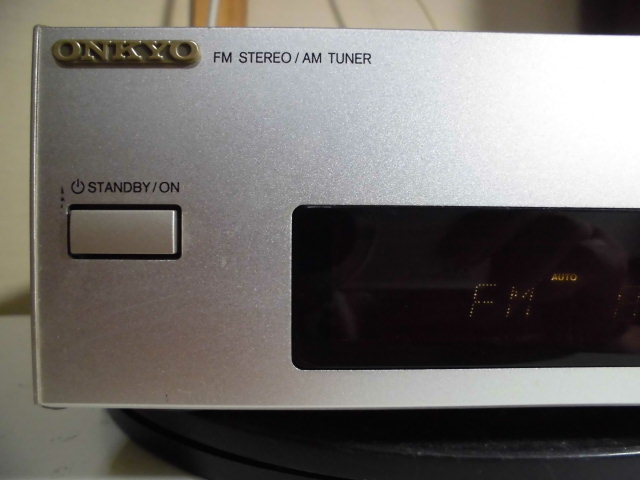 ONKYO FM STEREO / AM TUNER
STANDBY / ON
AUTO
FM